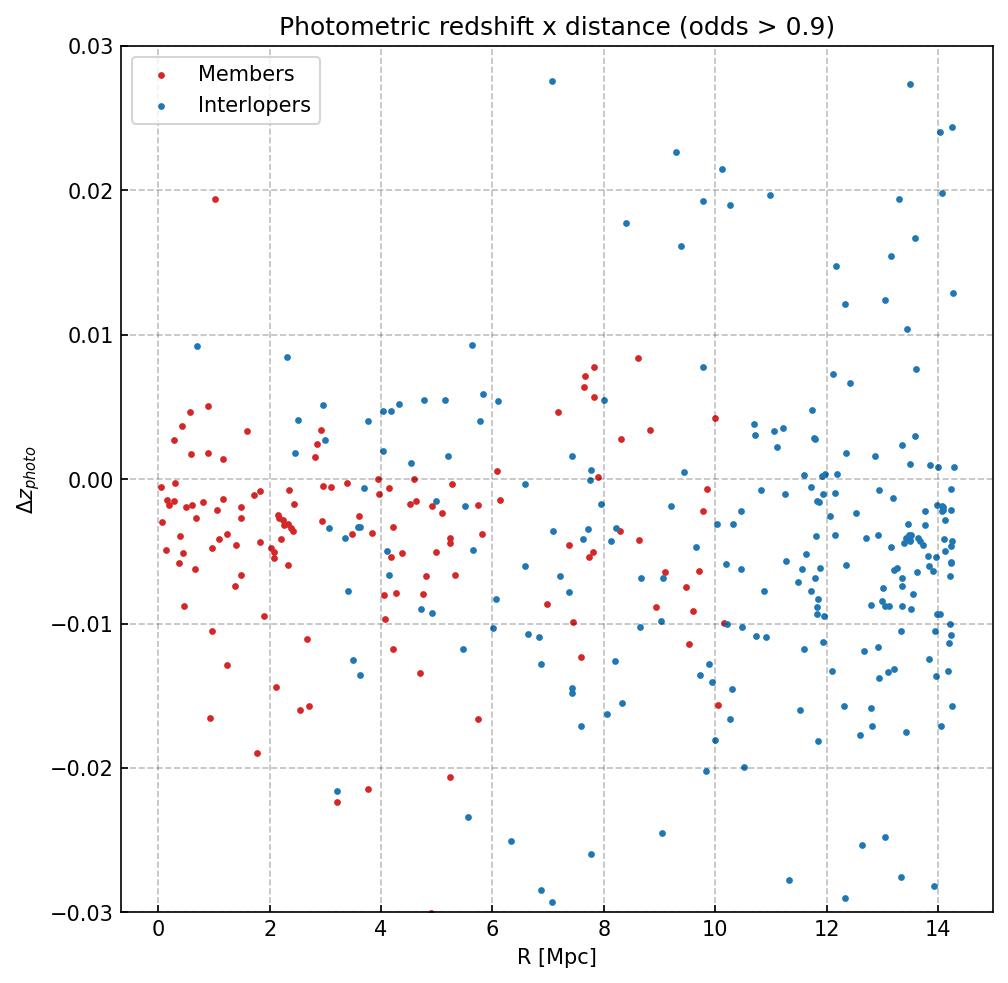 Photometric redshift x distance (odds > 0.9)
Members
Interlopers
0.03
0.02
0.01
0.00
−0.01
−0.02
−0.03
Δz_photo
0 2 4 6 8 10 12 14
R [Mpc]